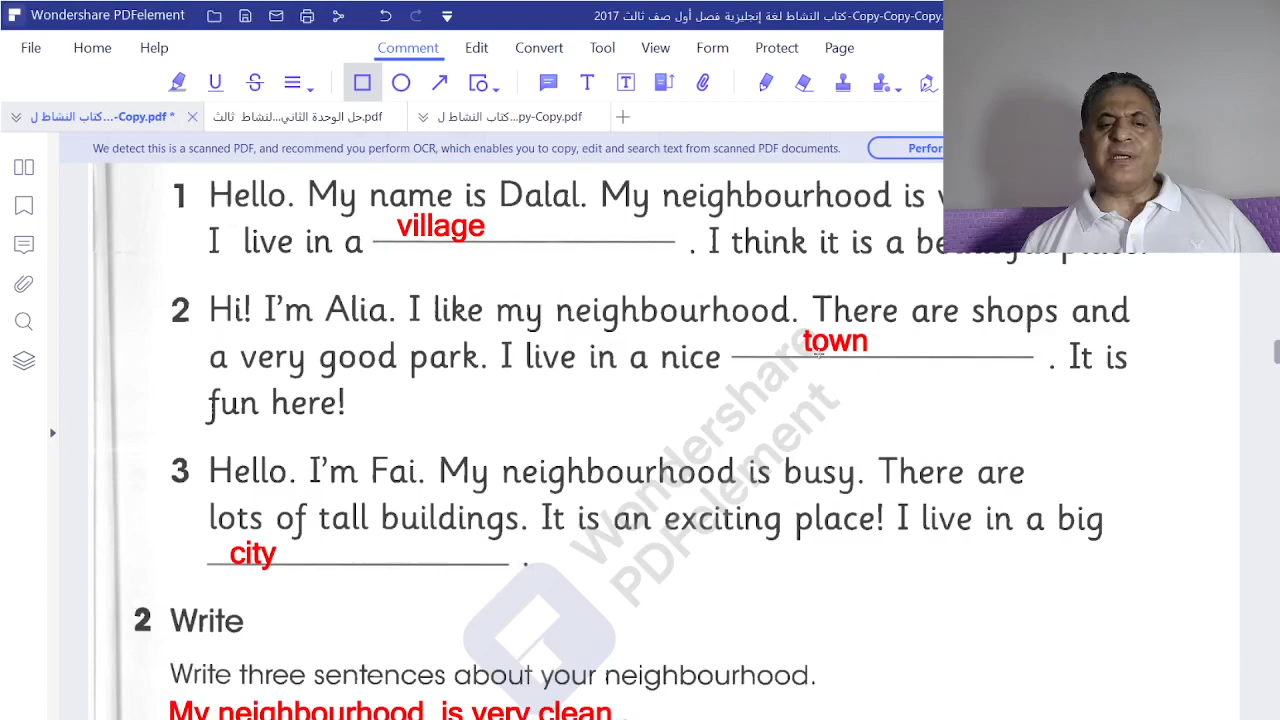 Wondershare PDFelement
كتاب النشاط لغة إنجليزية فصل أول صف ثالث 2017-Copy-Copy-Copy.
File Home Help Comment Edit Convert Tool View Form Protect Page
كتاب النشاط ل...-Copy.pdf *
حل الوحدة الثاني...لنشاط ثالث.pdf
كتاب النشاط ل...py-Copy.pdf
We detect this is a scanned PDF, and recommend you perform OCR, which enables you to copy, edit and search text from scanned PDF documents.
1 Hello. My name is Dalal. My neighbourhood is
village
I live in a . I think it is a
2 Hi! I'm Alia. I like my neighbourhood. There are shops and
town
a very good park. I live in a nice . It is
fun here!
3 Hello. I'm Fai. My neighbourhood is busy. There are
lots of tall buildings. It is an exciting place! I live in a big
city .
Wondershare
PDFelement
2 Write
Write three sentences about your neighbourhood.
My neighbourhood is very clean .